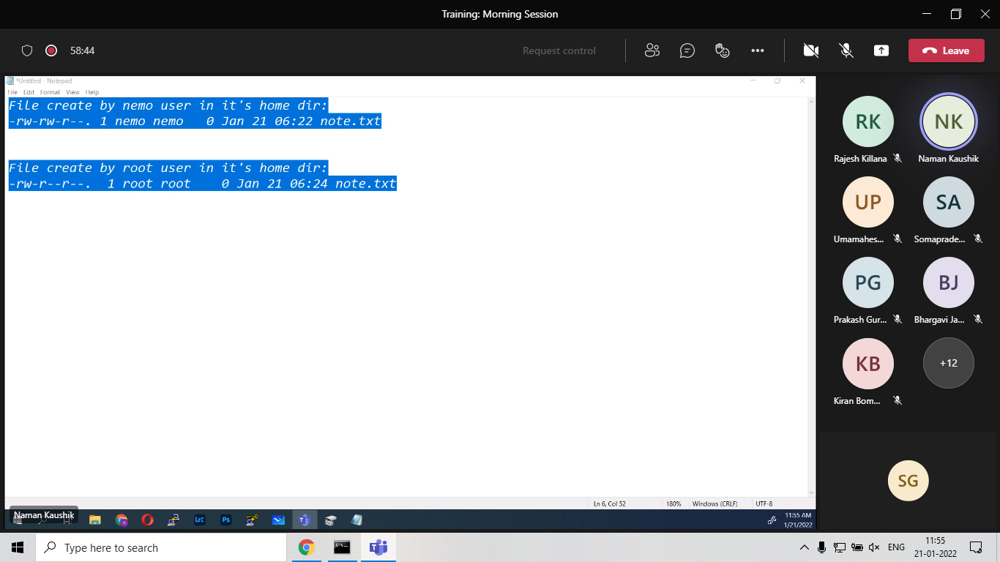 Training: Morning Session
58:44
Request control
Leave
*Untitled - Notepad
File Edit Format View Help
File create by nemo user in it's home dir:
-rw-rw-r--. 1 nemo nemo   0 Jan 21 06:22 note.txt
File create by root user in it's home dir:
-rw-r--r--.  1 root root    0 Jan 21 06:24 note.txt
RK
Rajesh Killana
NK
Naman Kaushik
UP
Umamahes...
SA
Somaprade...
PG
Prakash Gur...
BJ
Bhargavi Ja...
KB
Kiran Bom...
+12
SG
Ln 6, Col 52
180%
Windows (CRLF)
UTF-8
Naman Kaushik
Lrc
Ps
11:55 AM
1/21/2022
Type here to search
ENG
11:55
21-01-2022